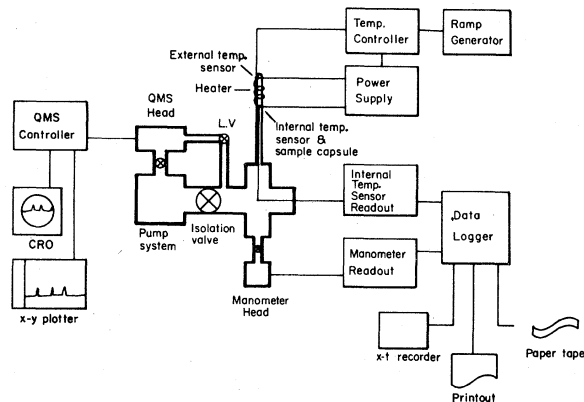 Temp.
Controller
Ramp
Generator
External temp.
sensor
Heater
Power
Supply
QMS
Head
QMS
Controller
L.V
Internal temp.
sensor &
sample capsule
Internal
Temp.
Sensor
Readout
Data
Logger
CRO
Pump
system
Isolation
valve
Manometer
Readout
Manometer
Head
x-y plotter
x-t recorder
Paper tape
Printout